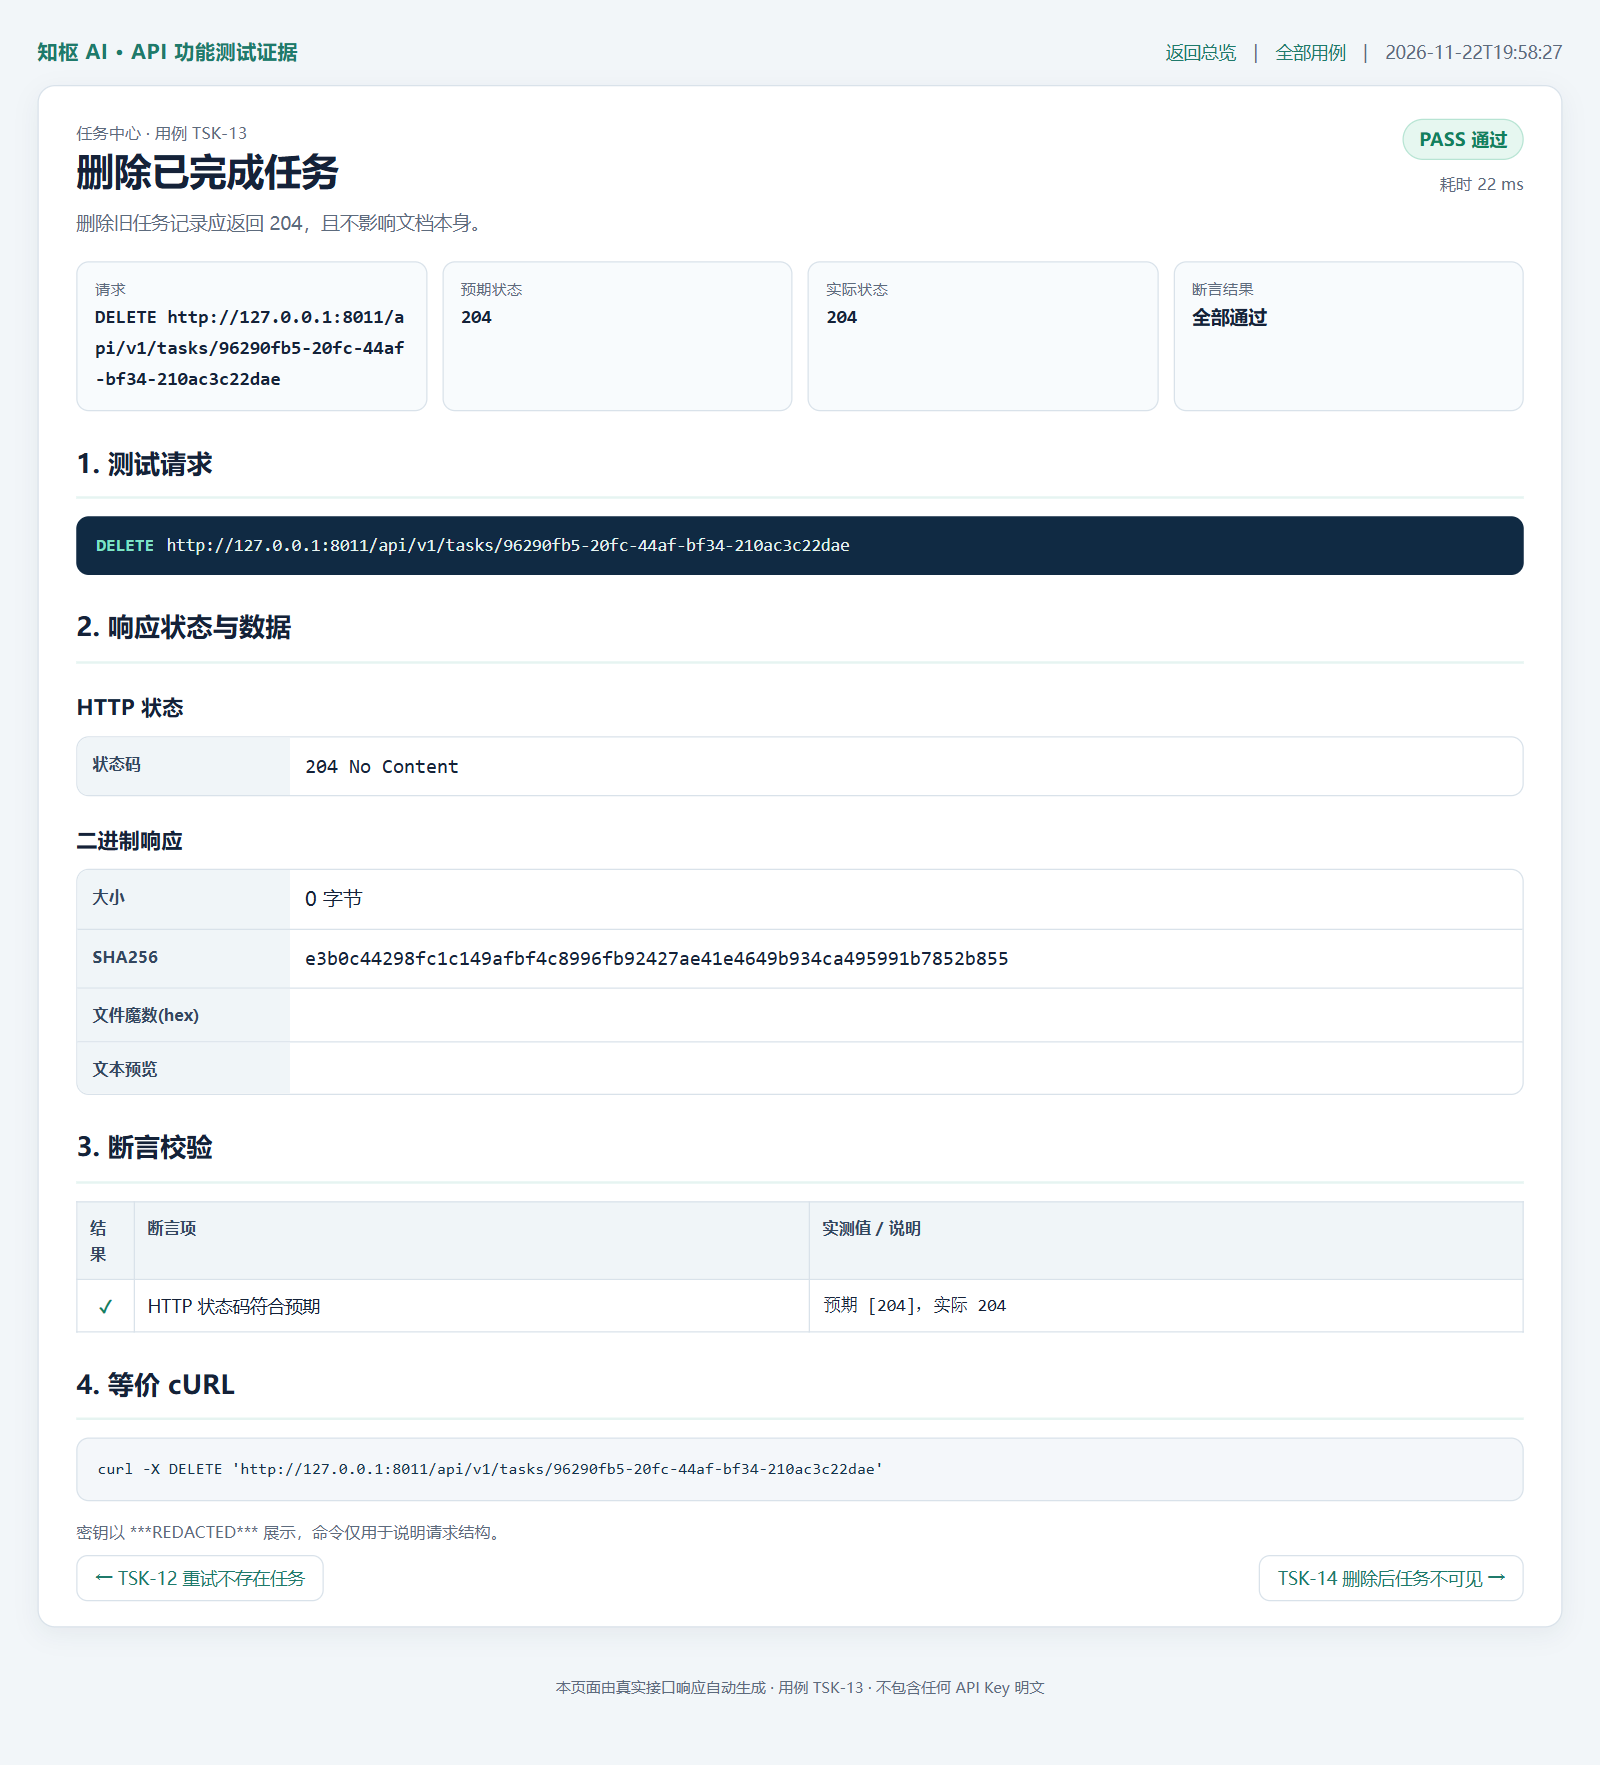 知枢 AI · API 功能测试证据
返回总览 | 全部用例 | 2026-11-22T19:58:27
任务中心 · 用例 TSK-13
删除已完成任务
删除旧任务记录应返回 204，且不影响文档本身。
PASS 通过
耗时 22 ms
请求
DELETE http://127.0.0.1:8011/a
pi/v1/tasks/96290fb5-20fc-44af
-bf34-210ac3c22dae
预期状态
204
实际状态
204
断言结果
全部通过
1. 测试请求
DELETE http://127.0.0.1:8011/api/v1/tasks/96290fb5-20fc-44af-bf34-210ac3c22dae
2. 响应状态与数据
HTTP 状态
状态码 204 No Content
二进制响应
大小 0 字节
SHA256 e3b0c44298fc1c149afbf4c8996fb92427ae41e4649b934ca495991b7852b855
文件魔数(hex)
文本预览
3. 断言校验
结
果
断言项
实测值 / 说明
✓ HTTP 状态码符合预期 预期 [204]，实际 204
4. 等价 cURL
curl -X DELETE 'http://127.0.0.1:8011/api/v1/tasks/96290fb5-20fc-44af-bf34-210ac3c22dae'
密钥以 ***REDACTED*** 展示，命令仅用于说明请求结构。
← TSK-12 重试不存在任务
TSK-14 删除后任务不可见 →
本页面由真实接口响应自动生成 · 用例 TSK-13 · 不包含任何 API Key 明文